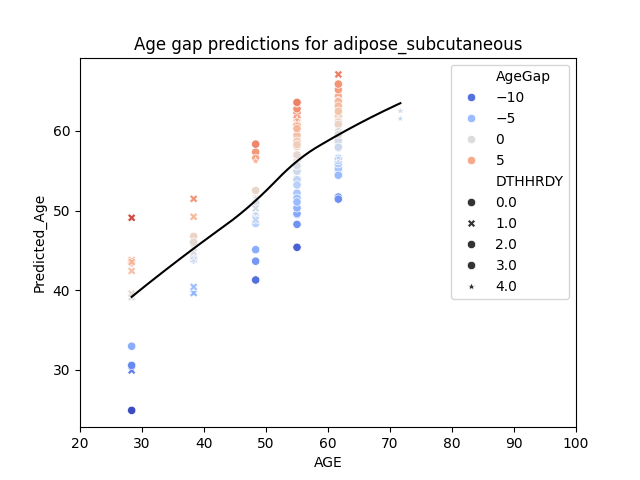 Age gap predictions for adipose_subcutaneous
Predicted_Age
60
50
40
30
20 30 40 50 60 70 80 90 100
AGE
AgeGap
−10
−5
0
5
DTHHRDY
0.0
1.0
2.0
3.0
4.0